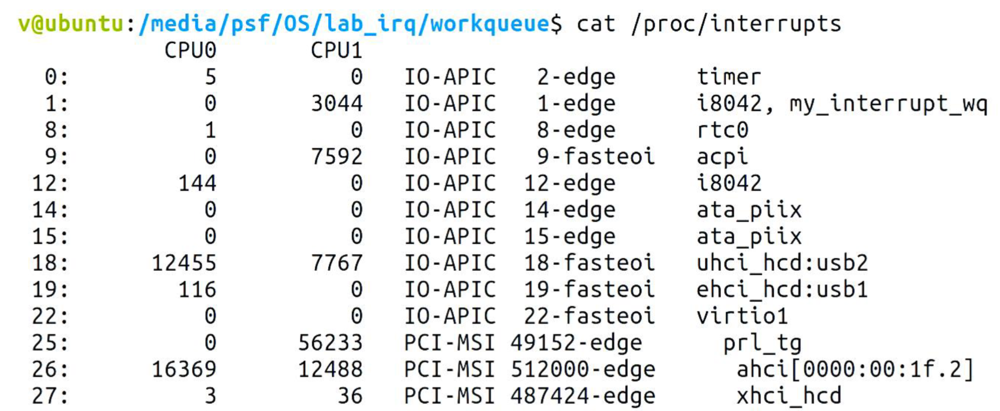 v@ubuntu:/media/psf/OS/lab_irq/workqueue$ cat /proc/interrupts
           CPU0       CPU1
  0:          5          0   IO-APIC   2-edge      timer
  1:          0       3044   IO-APIC   1-edge      i8042, my_interrupt_wq
  8:          1          0   IO-APIC   8-edge      rtc0
  9:          0       7592   IO-APIC   9-fasteoi   acpi
 12:        144          0   IO-APIC  12-edge      i8042
 14:          0          0   IO-APIC  14-edge      ata_piix
 15:          0          0   IO-APIC  15-edge      ata_piix
 18:      12455       7767   IO-APIC  18-fasteoi   uhci_hcd:usb2
 19:        116          0   IO-APIC  19-fasteoi   ehci_hcd:usb1
 22:          0          0   IO-APIC  22-fasteoi   virtio1
 25:          0      56233   PCI-MSI 49152-edge      prl_tg
 26:      16369      12488   PCI-MSI 512000-edge      ahci[0000:00:1f.2]
 27:          3         36   PCI-MSI 487424-edge      xhci_hcd